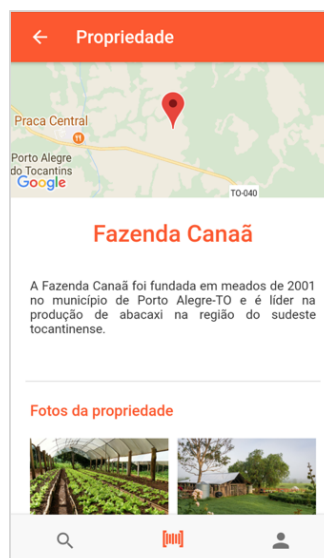 Propriedade
Praca Central
11
Porto Alegre
do Tocantins
Google
TO-040
Fazenda Canaã
A Fazenda Canaã foi fundada em meados de 2001
no município de Porto Alegre-TO e é líder na
produção de abacaxi na região do sudeste
tocantinense.
Fotos da propriedade